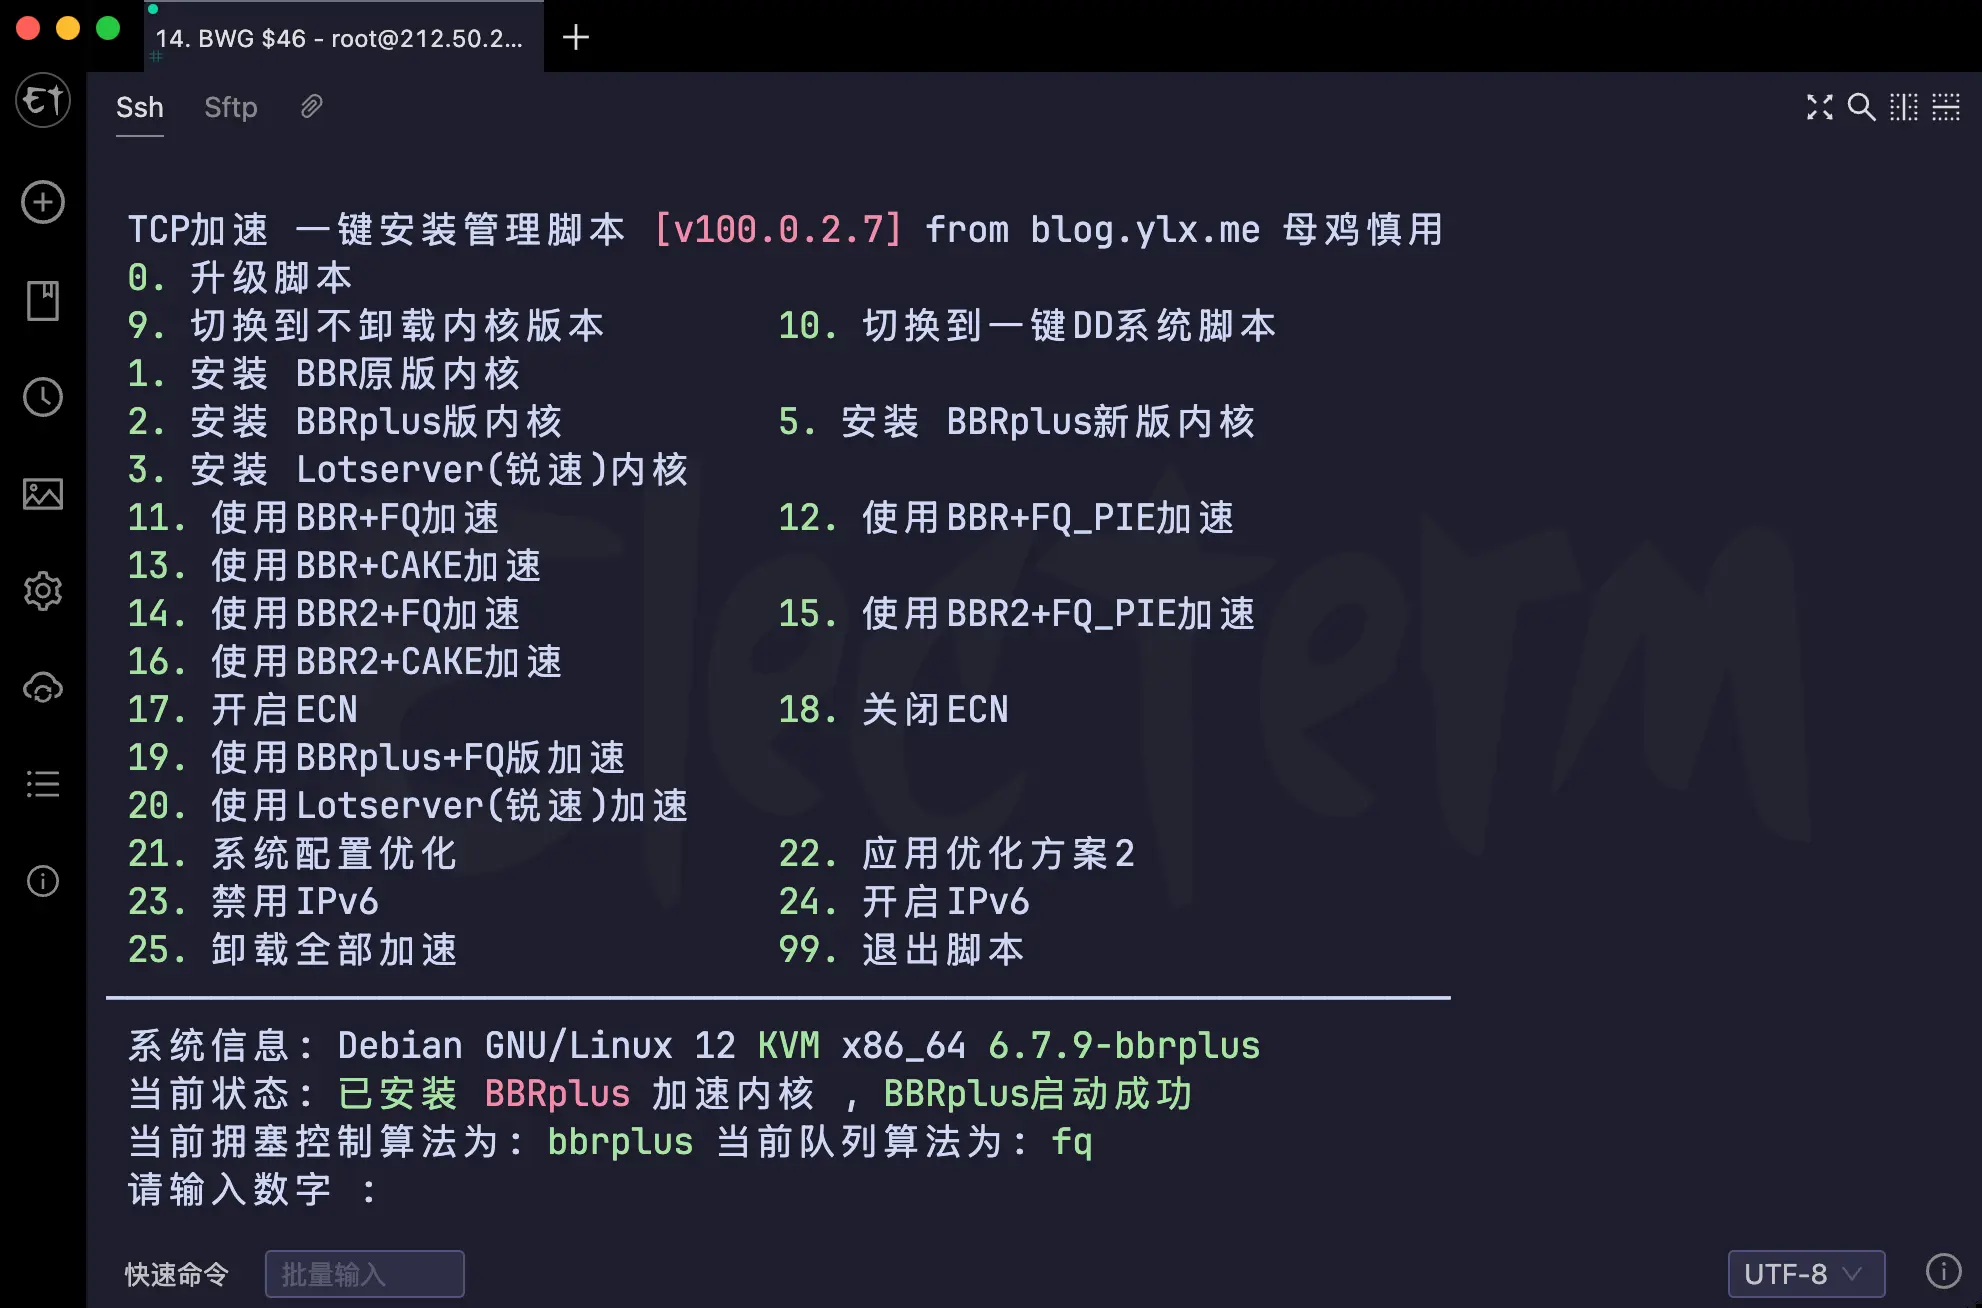 14. BWG $46 - root@212.50.2...
Ssh Sftp
TCP加速 一键安装管理脚本 [v100.0.2.7] from blog.ylx.me 母鸡慎用
0. 升级脚本
9. 切换到不卸载内核版本 10. 切换到一键DD系统脚本
1. 安装 BBR原版内核
2. 安装 BBRplus版内核 5. 安装 BBRplus新版内核
3. 安装 Lotserver(锐速)内核
11. 使用BBR+FQ加速 12. 使用BBR+FQ_PIE加速
13. 使用BBR+CAKE加速
14. 使用BBR2+FQ加速 15. 使用BBR2+FQ_PIE加速
16. 使用BBR2+CAKE加速
17. 开启ECN 18. 关闭ECN
19. 使用BBRplus+FQ版加速
20. 使用Lotserver(锐速)加速
21. 系统配置优化 22. 应用优化方案2
23. 禁用IPv6 24. 开启IPv6
25. 卸载全部加速 99. 退出脚本
系统信息: Debian GNU/Linux 12 KVM x86_64 6.7.9-bbrplus
当前状态: 已安装 BBRplus 加速内核 , BBRplus启动成功
当前拥塞控制算法为: bbrplus 当前队列算法为: fq
请输入数字 :
快速命令 批量输入 UTF-8
Electerm